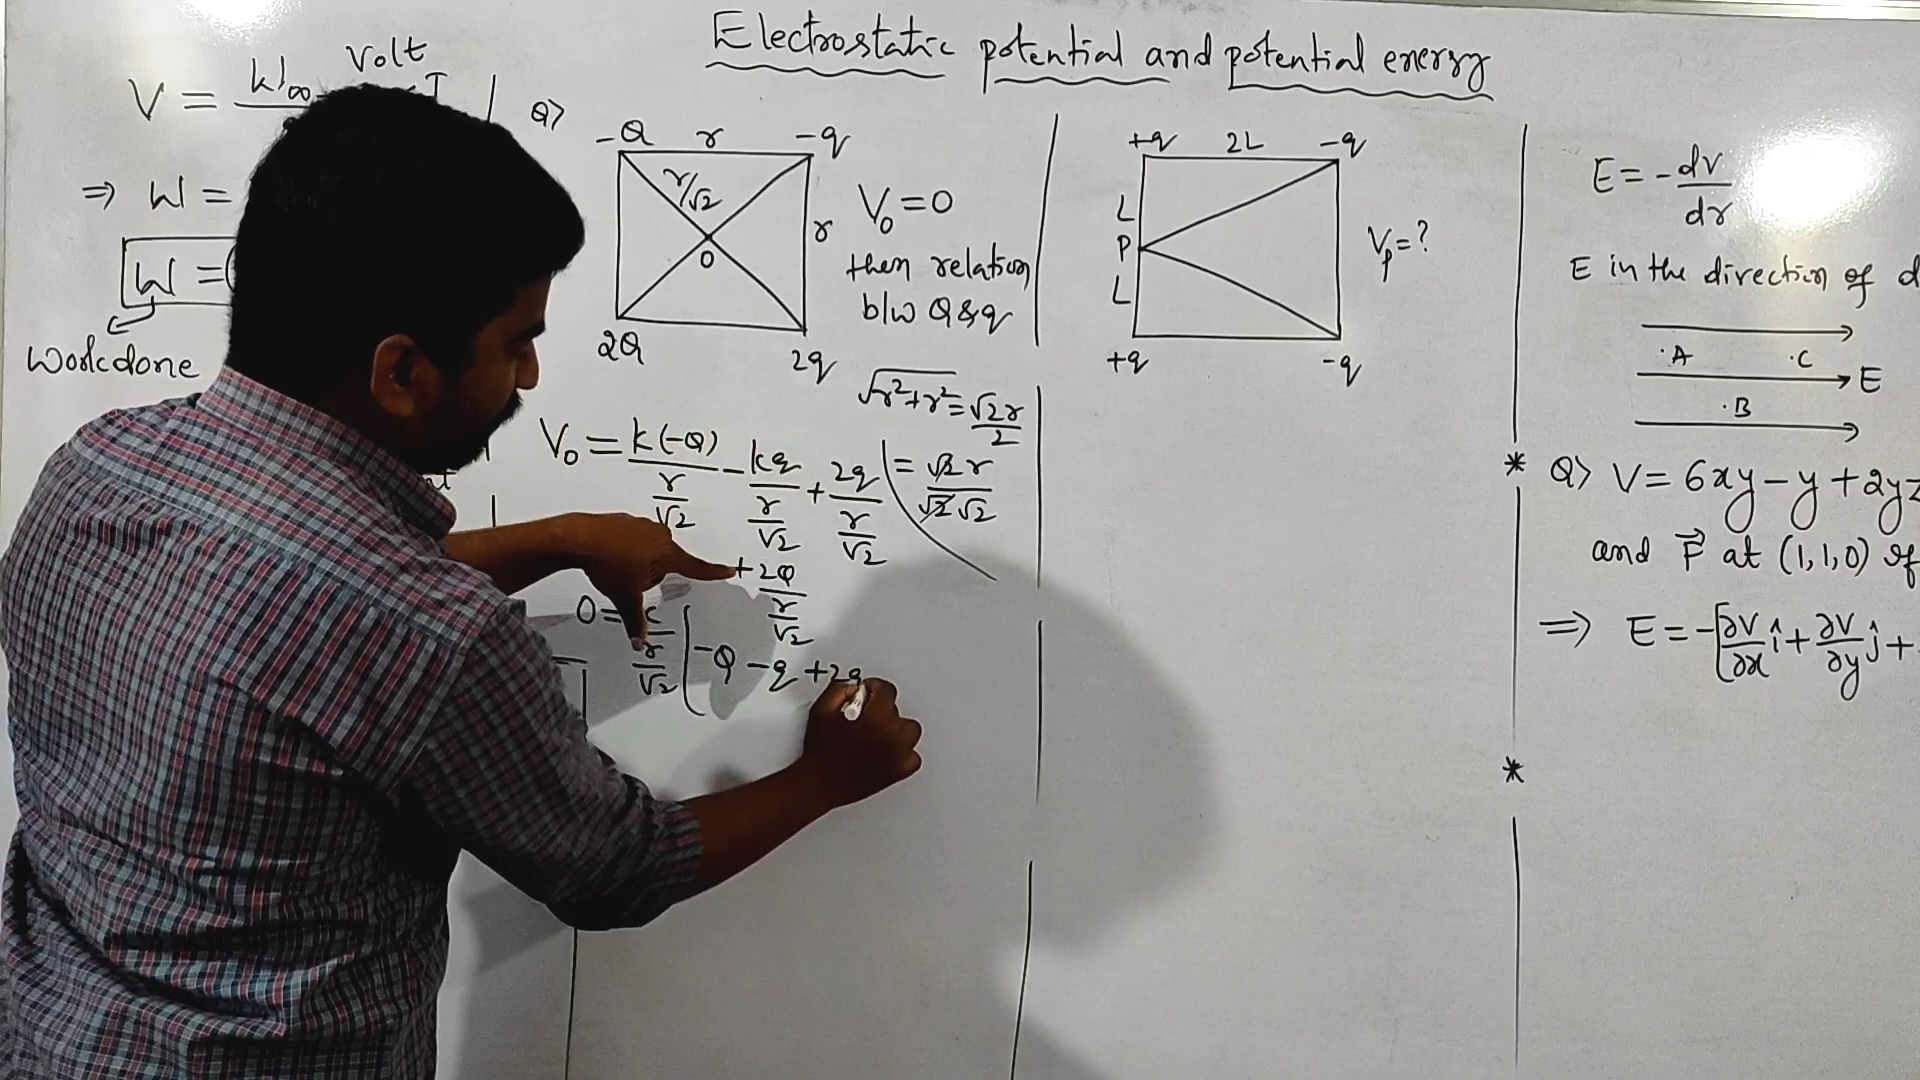 Electrostatic potential and potential energy
Volt
V =
⇒ W =
W =
Workdone
Q>
-Q r -q
r/√2
r
O
2Q 2q
V₀ = 0
then relation
b/w Q & q
√r²+r² = √2r/2
= √2 r/√2 √2
V₀ = k(-Q)/(r/√2) - kq/(r/√2) + 2q/(r/√2)
+ 2Q/(r/√2)
0 = k/(r/√2) (-Q - q + 2q
+q 2L -q
L
P
L
+q -q
Vp = ?
E = -dv/dr
E in the direction of d
.A .C
E
.B
* Q> V = 6xy - y + 2yz
and F⃗ at (1,1,0) of
⇒ E = -[∂V/∂x î + ∂V/∂y ĵ +
*